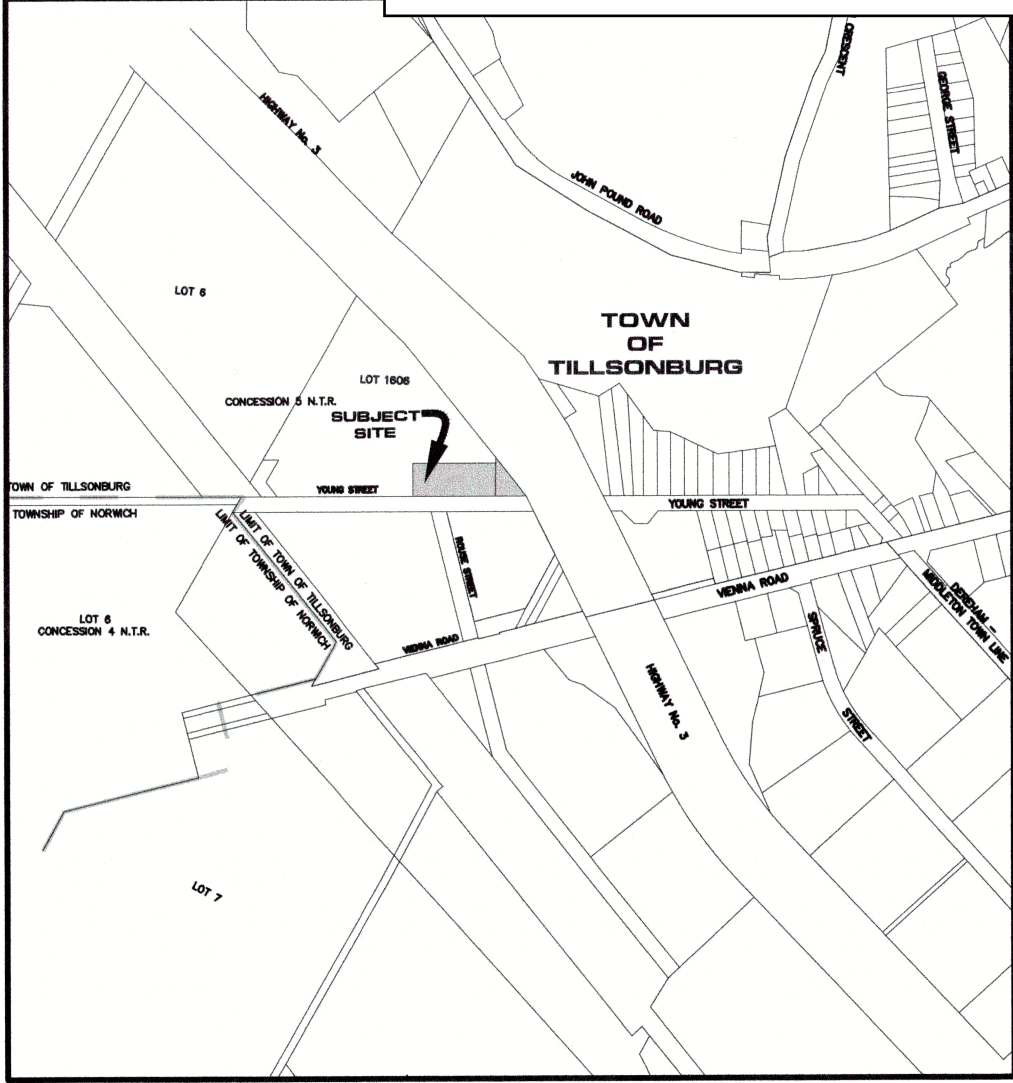 CRESCENT
GEORGE STREET
HIGHWAY No. 3
JOHN POUND ROAD
LOT 6
TOWN
OF
TILLSONBURG
LOT 1606
CONCESSION 5 N.T.R.
SUBJECT
SITE
TOWN OF TILLSONBURG
YOUNG STREET
YOUNG STREET
TOWNSHIP OF NORWICH
LIMIT OF TOWN OF TILLSONBURG
LIMIT OF TOWNSHIP OF NORWICH
ROUSE STREET
VIENNA ROAD
DEREHAM -
MIDDLETON TOWN LINE
LOT 6
CONCESSION 4 N.T.R.
VIENNA ROAD
SPRUCE
STREET
HIGHWAY No. 3
LOT 7